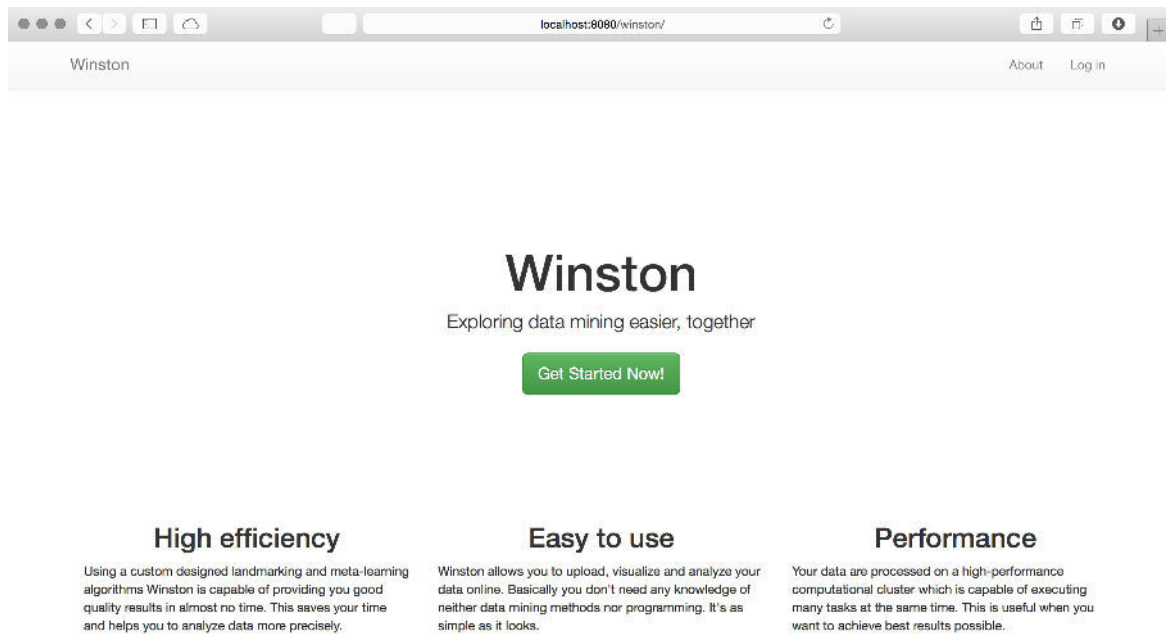 localhost:8080/winston/
Winston
About
Log in
Winston
Exploring data mining easier, together
Get Started Now!
High efficiency
Using a custom designed landmarking and meta-learning
algorithms Winston is capable of providing you good
quality results in almost no time. This saves your time
and helps you to analyze data more precisely.
Easy to use
Winston allows you to upload, visualize and analyze your
data online. Basically you don't need any knowledge of
neither data mining methods nor programming. It's as
simple as it looks.
Performance
Your data are processed on a high-performance
computational cluster which is capable of executing
many tasks at the same time. This is useful when you
want to achieve best results possible.